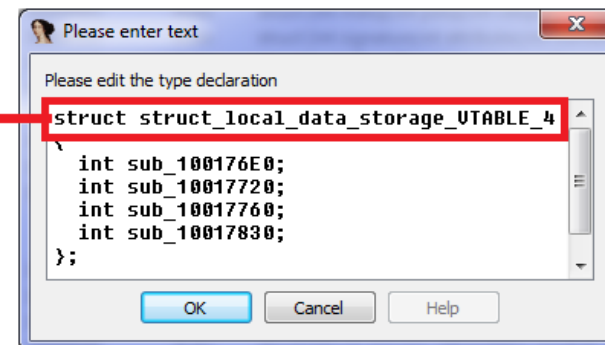 Please enter text
Please edit the type declaration
struct struct_local_data_storage_VTABLE_4
{
int sub_100176E0;
int sub_10017720;
int sub_10017760;
int sub_10017830;
};
OK Cancel Help